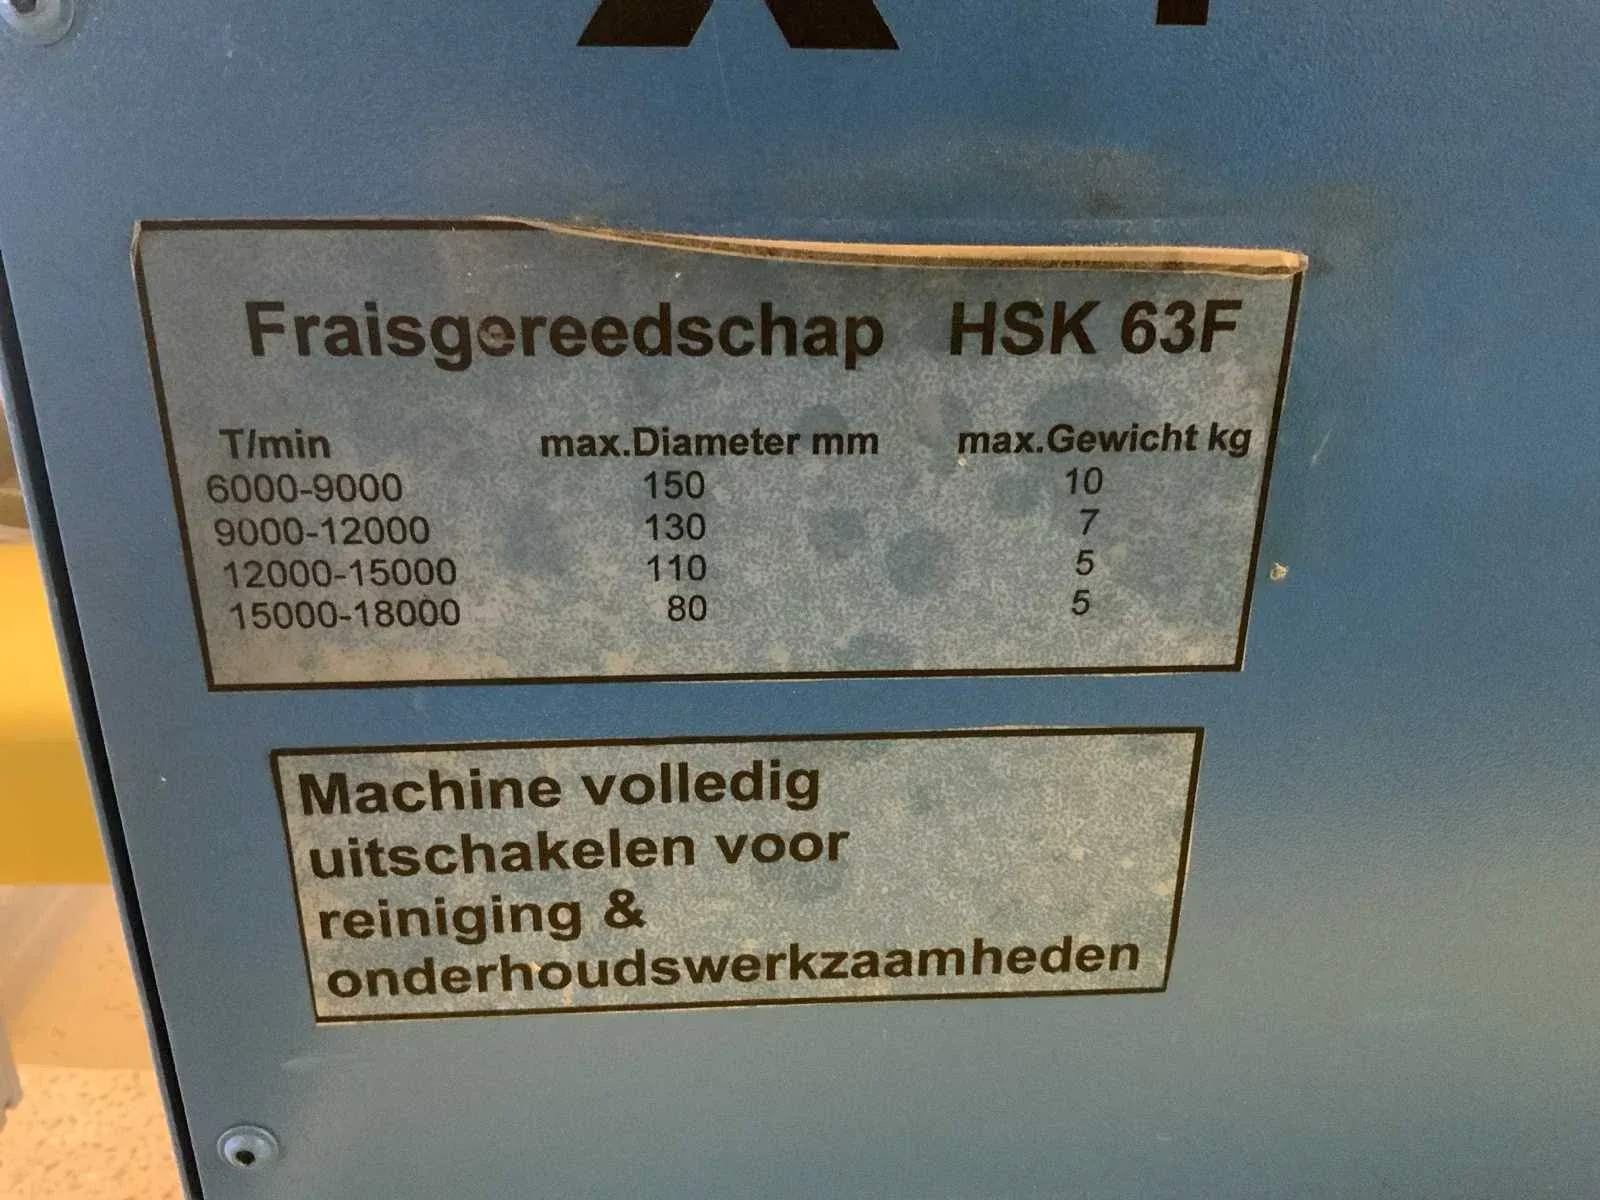 Fraisgereedschap HSK 63F
T/min max.Diameter mm max.Gewicht kg
6000-9000 150 10
9000-12000 130 7
12000-15000 110 5
15000-18000 80 5
Machine volledig
uitschakelen voor
reiniging &
onderhoudswerkzaamheden